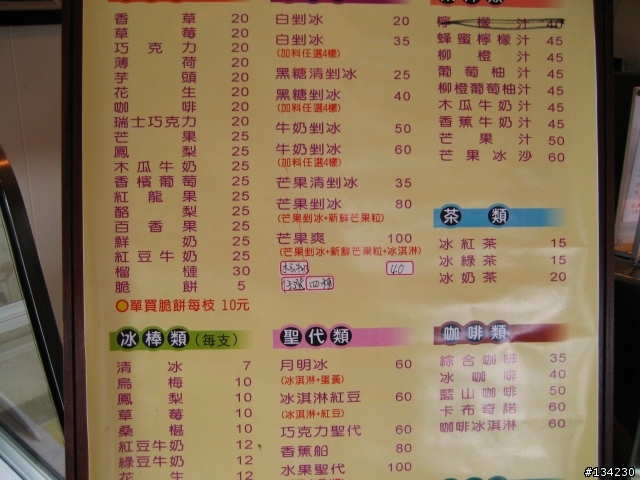 香草 20
草莓 20
巧克力 20
薄荷 20
芋頭 20
花生 20
咖啡 20
瑞士巧克力 20
芒果 25
鳳梨 25
木瓜牛奶 25
香檳葡萄 25
紅龍果 25
酪梨 25
百香果 25
鮮奶 25
紅豆牛奶 25
榴槤 30
脆餅 5
單買脆餅每枝 10元
冰棒類 (每支)
清冰 7
烏梅 10
鳳梨 10
草莓 10
桑椹 10
紅豆牛奶 12
綠豆牛奶 12
花生 12
白剉冰 20
白剉冰 35
(加料任選4樣)
黑糖清剉冰 25
黑糖剉冰 40
(加料任選4樣)
牛奶剉冰 50
牛奶剉冰 60
(加料任選4樣)
芒果清剉冰 35
芒果剉冰 80
(芒果剉冰+新鮮芒果粒)
芒果爽 100
(芒果剉冰+新鮮芒果粒+冰淇淋)
40
任選四種
聖代類
月明冰 60
(冰淇淋+蛋黃)
冰淇淋紅豆 60
(冰淇淋+紅豆)
巧克力聖代 60
香蕉船 80
水果聖代 100
檸檬汁 40
蜂蜜檸檬汁 45
柳橙汁 45
葡萄柚汁 45
柳橙葡萄柚汁 45
木瓜牛奶汁 45
香蕉牛奶汁 45
芒果汁 50
芒果冰沙 60
茶類
冰紅茶 15
冰綠茶 15
冰奶茶 20
咖啡類
綜合咖啡 35
冰咖啡 40
藍山咖啡 50
卡布奇諾 60
咖啡冰淇淋 60
#134230